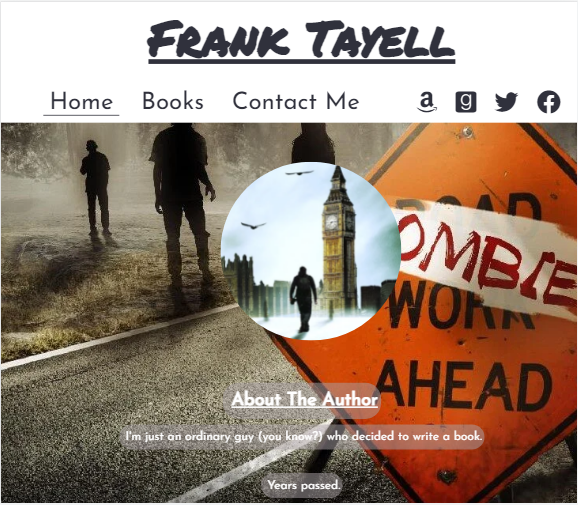 Frank Tayell
Home Books Contact Me
a g
ROAD
OMBIE
WORK
AHEAD
About The Author
I'm just an ordinary guy (you know?) who decided to write a book.
Years passed.